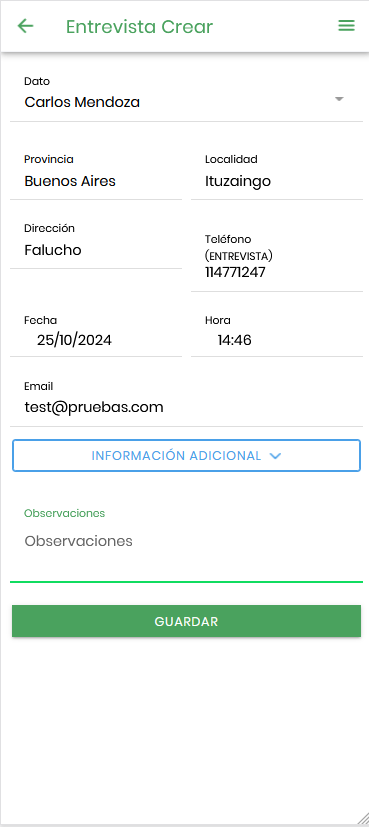 Entrevista Crear
Dato
Carlos Mendoza
Provincia
Buenos Aires
Localidad
Ituzaingo
Dirección
Falucho
Teléfono
(ENTREVISTA)
114771247
Fecha
25/10/2024
Hora
14:46
Email
test@pruebas.com
INFORMACIÓN ADICIONAL
Observaciones
Observaciones
GUARDAR